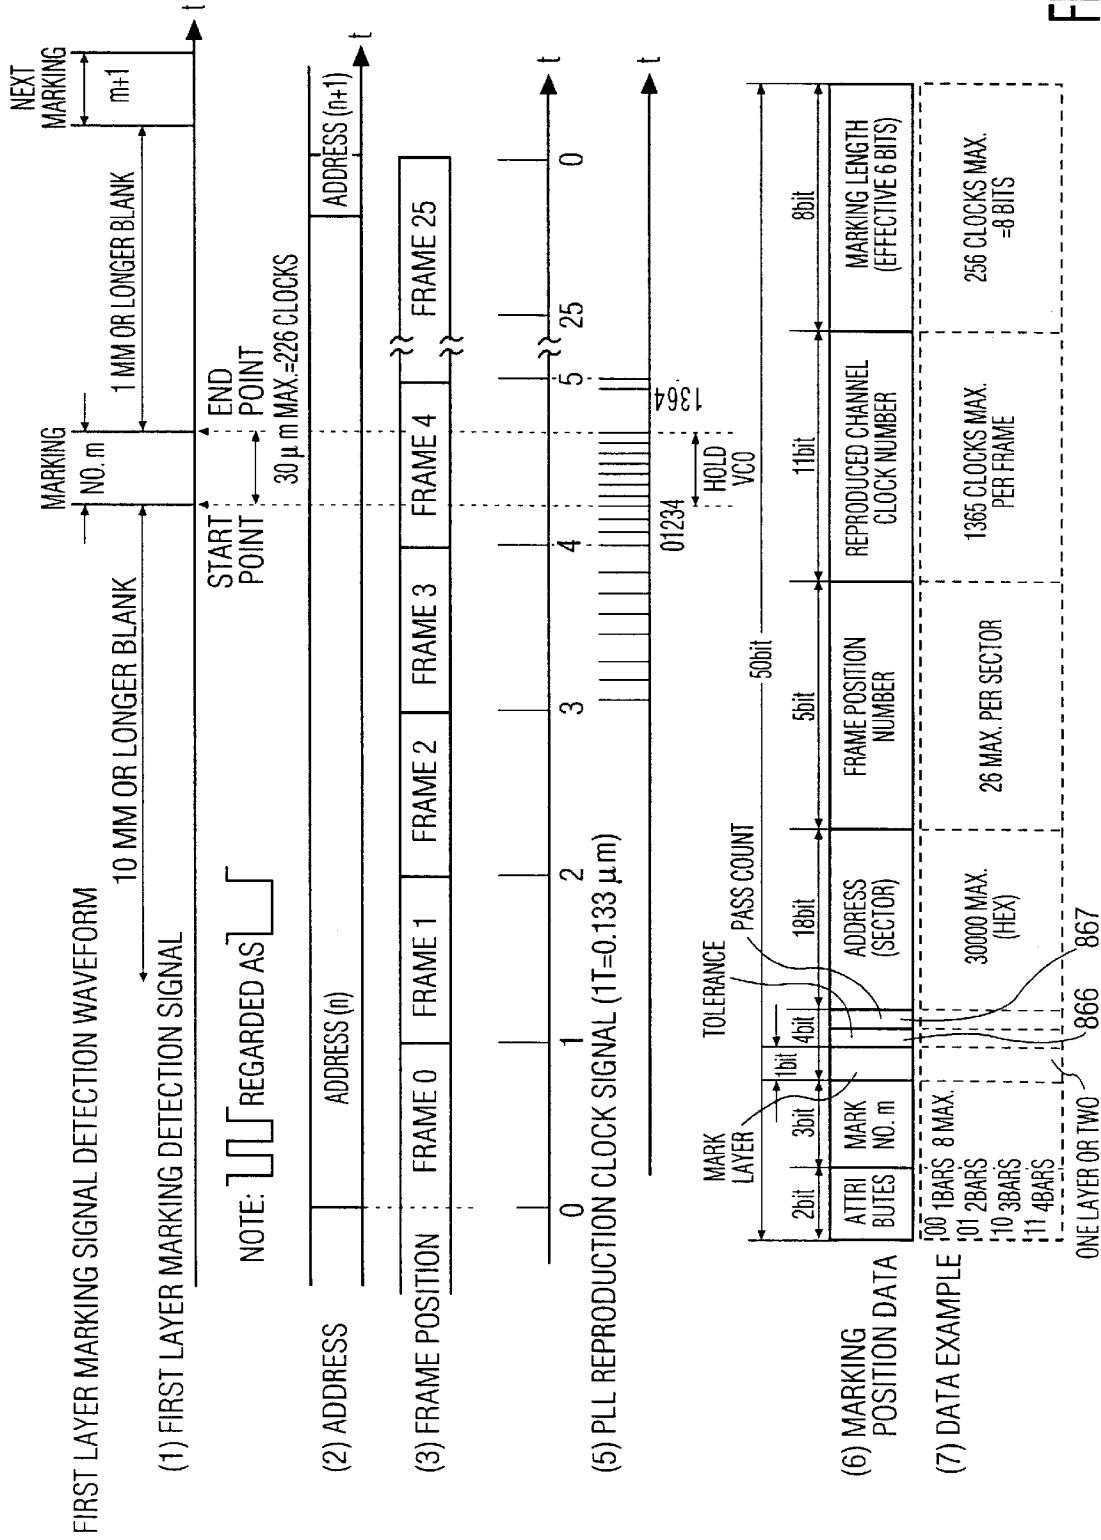 FIRST LAYER MARKING SIGNAL DETECTION WAVEFORM
(1) FIRST LAYER MARKING DETECTION SIGNAL
10 MM OR LONGER BLANK
MARKING
NO. m
1 MM OR LONGER BLANK
NEXT
MARKING
m+1
t
NOTE: REGARDED AS
START
POINT
END
POINT
30 µm MAX.=226 CLOCKS
(2) ADDRESS
ADDRESS (n)
ADDRESS (n+1)
t
(3) FRAME POSITION
FRAME 0
FRAME 1
FRAME 2
FRAME 3
FRAME 4
FRAME 25
0
1
2
3
4
5
25
0
t
(5) PLL REPRODUCTION CLOCK SIGNAL (1T=0.133 µm)
01234
1364
t
HOLD
VCO
50bit
MARK
LAYER
TOLERANCE
PASS COUNT
2bit
3bit
1bit
4bit
18bit
5bit
11bit
8bit
(6) MARKING
POSITION DATA
ATTRI
BUTES
MARK
NO. m
ADDRESS
(SECTOR)
FRAME POSITION
NUMBER
REPRODUCED CHANNEL
CLOCK NUMBER
MARKING LENGTH
(EFFECTIVE 6 BITS)
(7) DATA EXAMPLE
00 1BARS
01 2BARS
10 3BARS
11 4BARS
8 MAX.
30000 MAX.
(HEX)
26 MAX. PER SECTOR
1365 CLOCKS MAX.
PER FRAME
256 CLOCKS MAX.
=8 BITS
ONE LAYER OR TWO
866
867